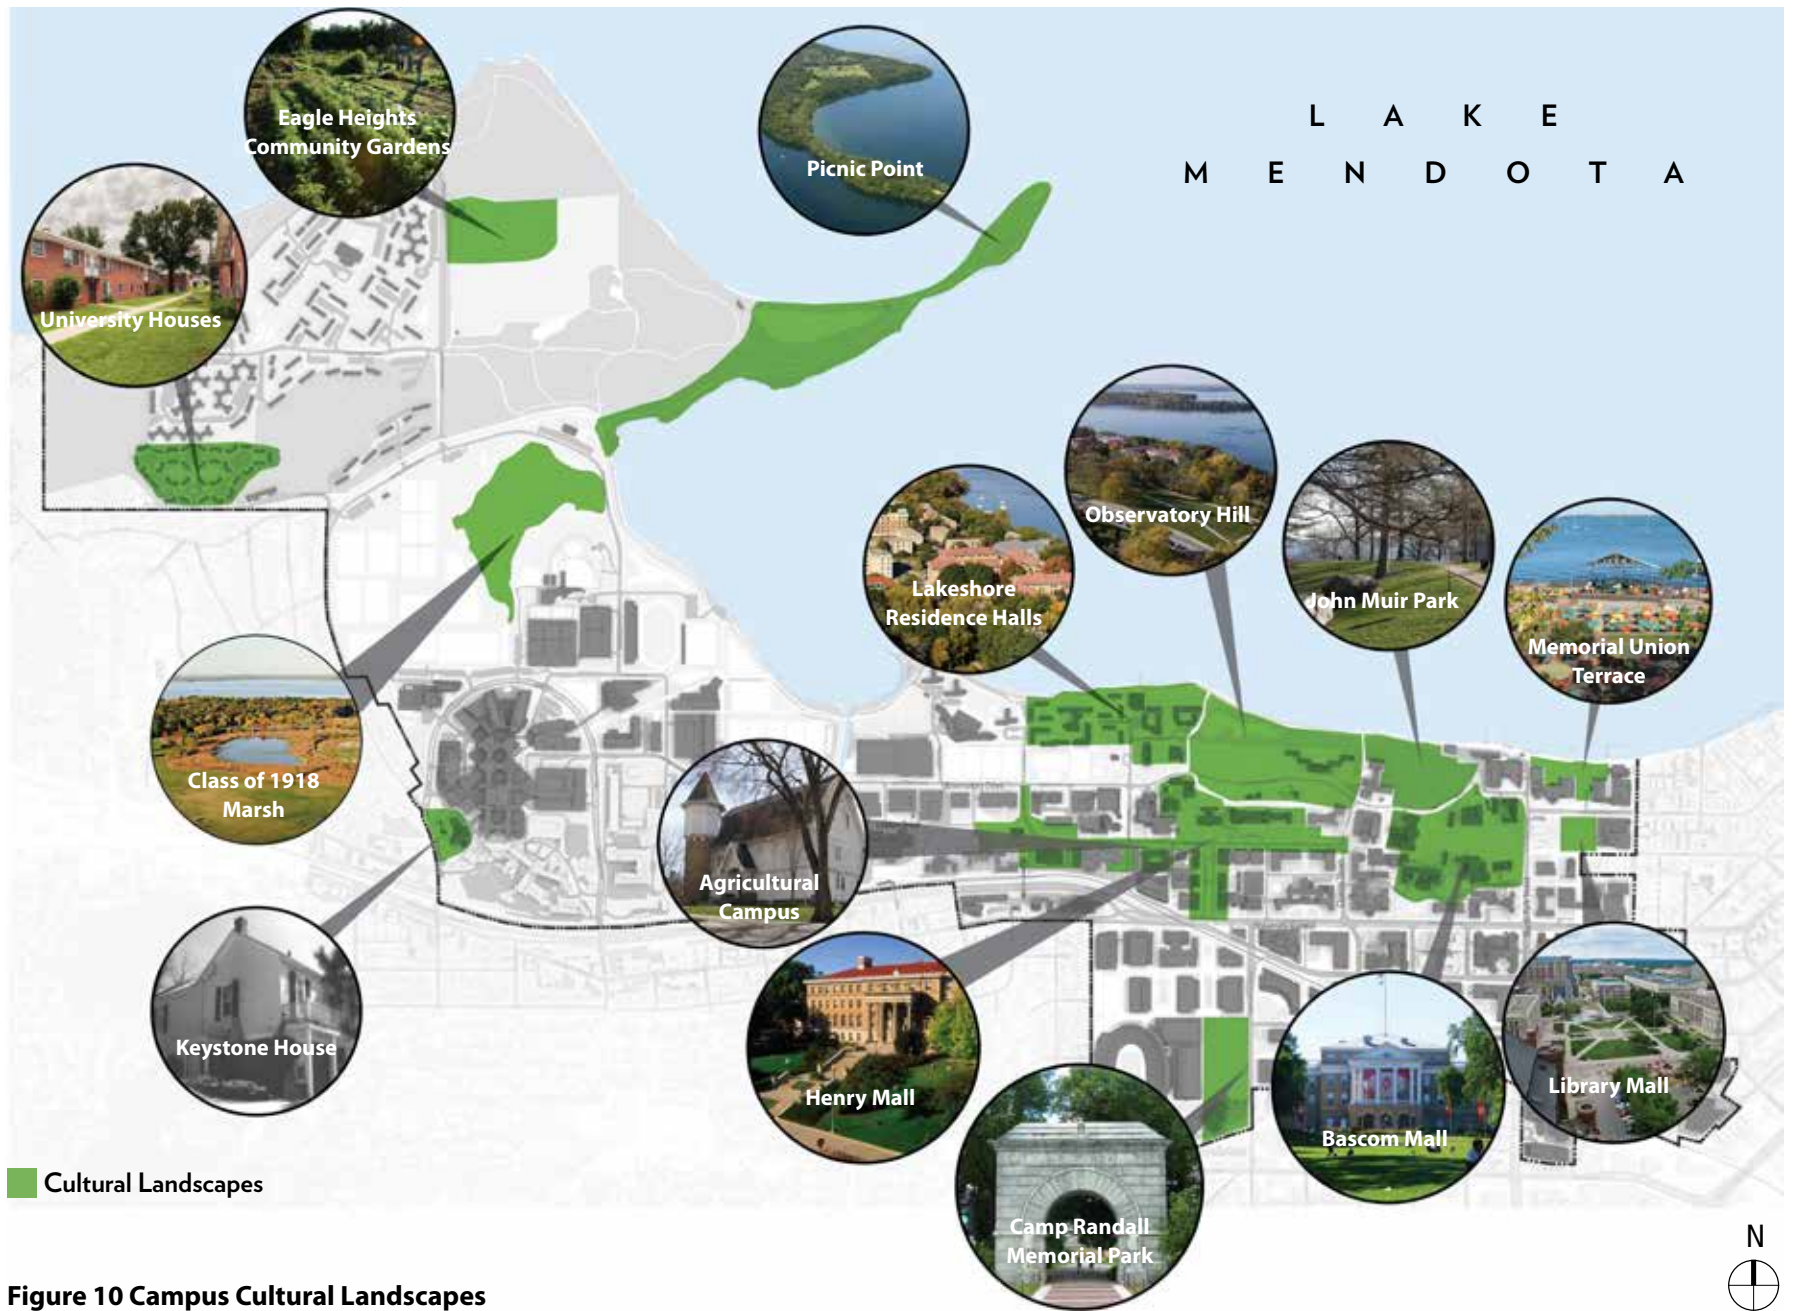 Eagle Heights
Community Gardens
Picnic Point
L A K E
M E N D O T A
University Houses
Observatory Hill
Lakeshore
Residence Halls
John Muir Park
Memorial Union
Terrace
Class of 1918
Marsh
Agricultural
Campus
Keystone House
Henry Mall
Library Mall
Bascom Mall
Camp Randall
Memorial Park
Cultural Landscapes
N
Figure 10 Campus Cultural Landscapes